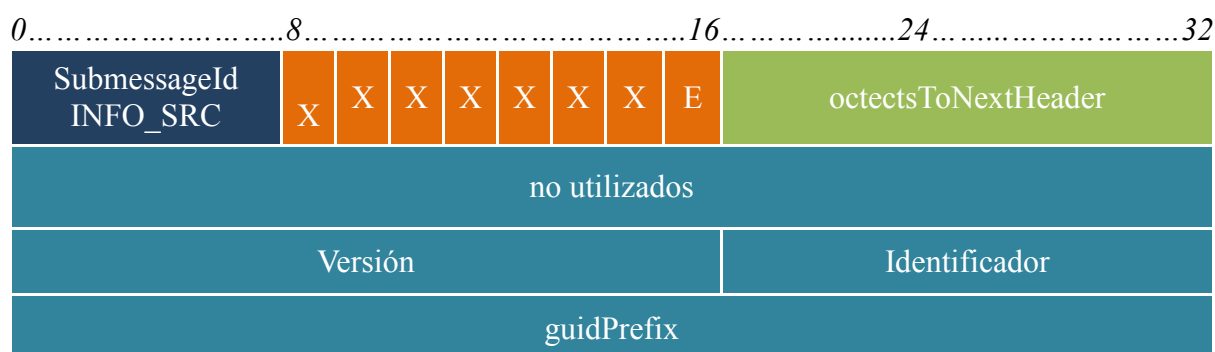 0………….……..8…………………………..16………….......24……...………………32
SubmessageId
INFO_SRC
X X X X X X X E
octectsToNextHeader
no utilizados
Versión Identificador
guidPrefix